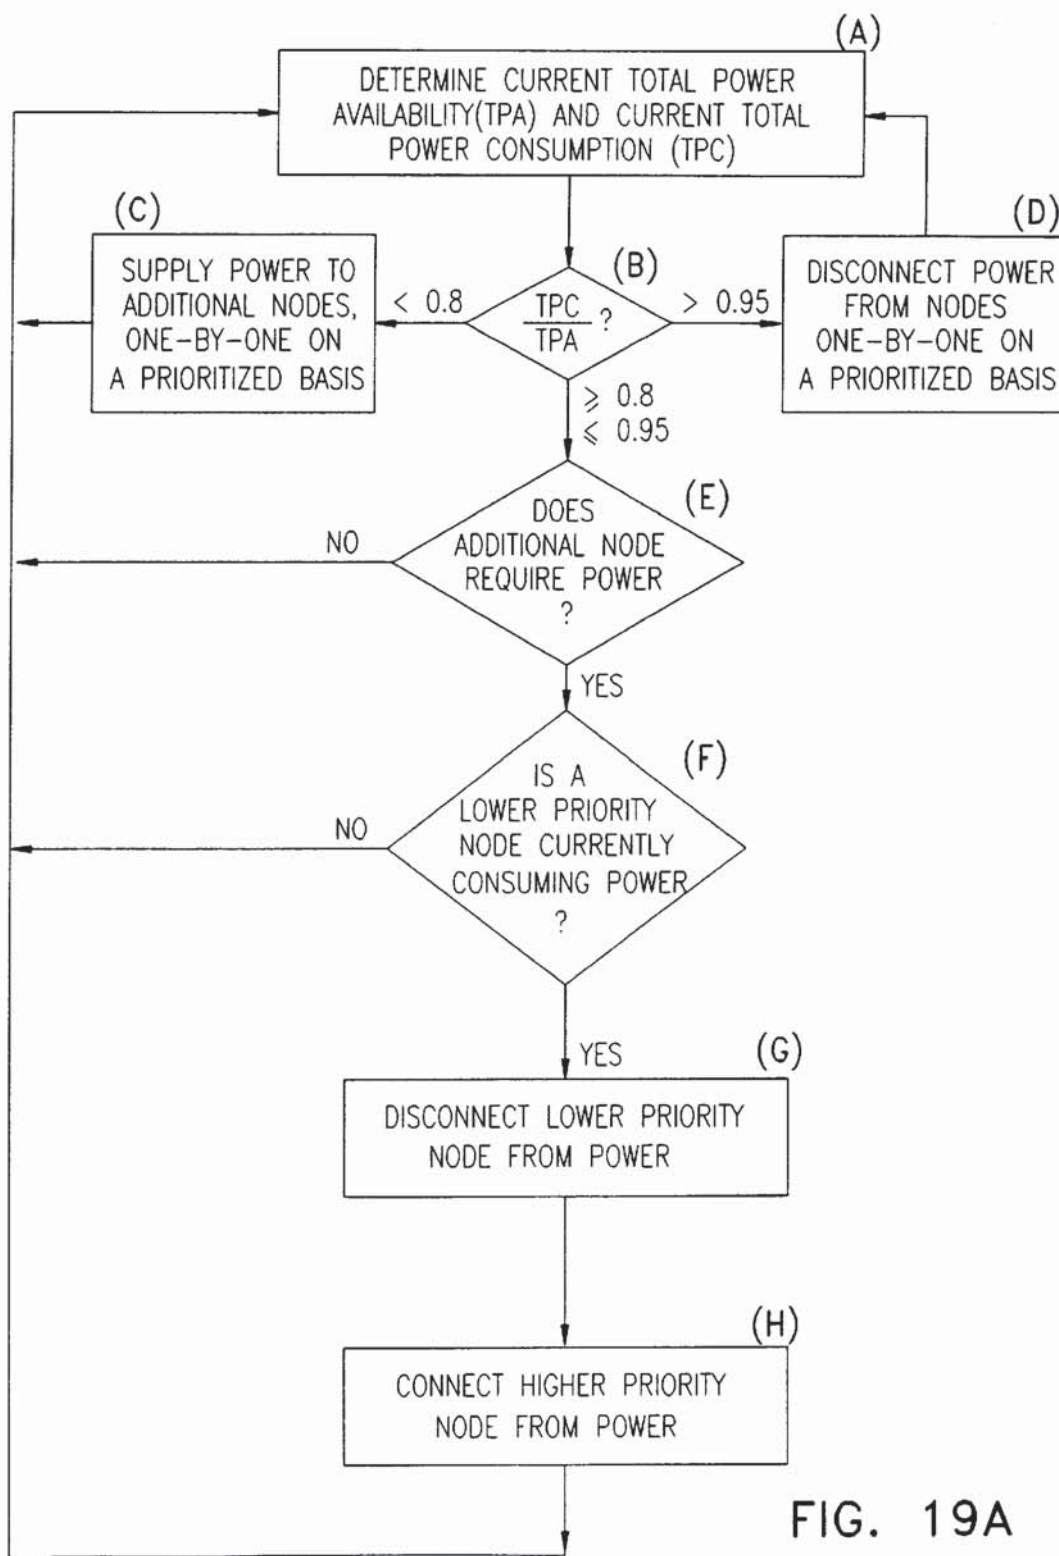 (A)
DETERMINE CURRENT TOTAL POWER
AVAILABILITY(TPA) AND CURRENT TOTAL
POWER CONSUMPTION (TPC)
(C)
SUPPLY POWER TO
ADDITIONAL NODES,
ONE-BY-ONE ON
A PRIORITIZED BASIS
< 0.8
(B)
TPC
TPA
?
> 0.95
(D)
DISCONNECT POWER
FROM NODES
ONE-BY-ONE ON
A PRIORITIZED BASIS
⩾ 0.8
⩽ 0.95
(E)
DOES
ADDITIONAL NODE
REQUIRE POWER
?
NO
YES
(F)
IS A
LOWER PRIORITY
NODE CURRENTLY
CONSUMING POWER
?
NO
YES
(G)
DISCONNECT LOWER PRIORITY
NODE FROM POWER
(H)
CONNECT HIGHER PRIORITY
NODE FROM POWER
FIG. 19A